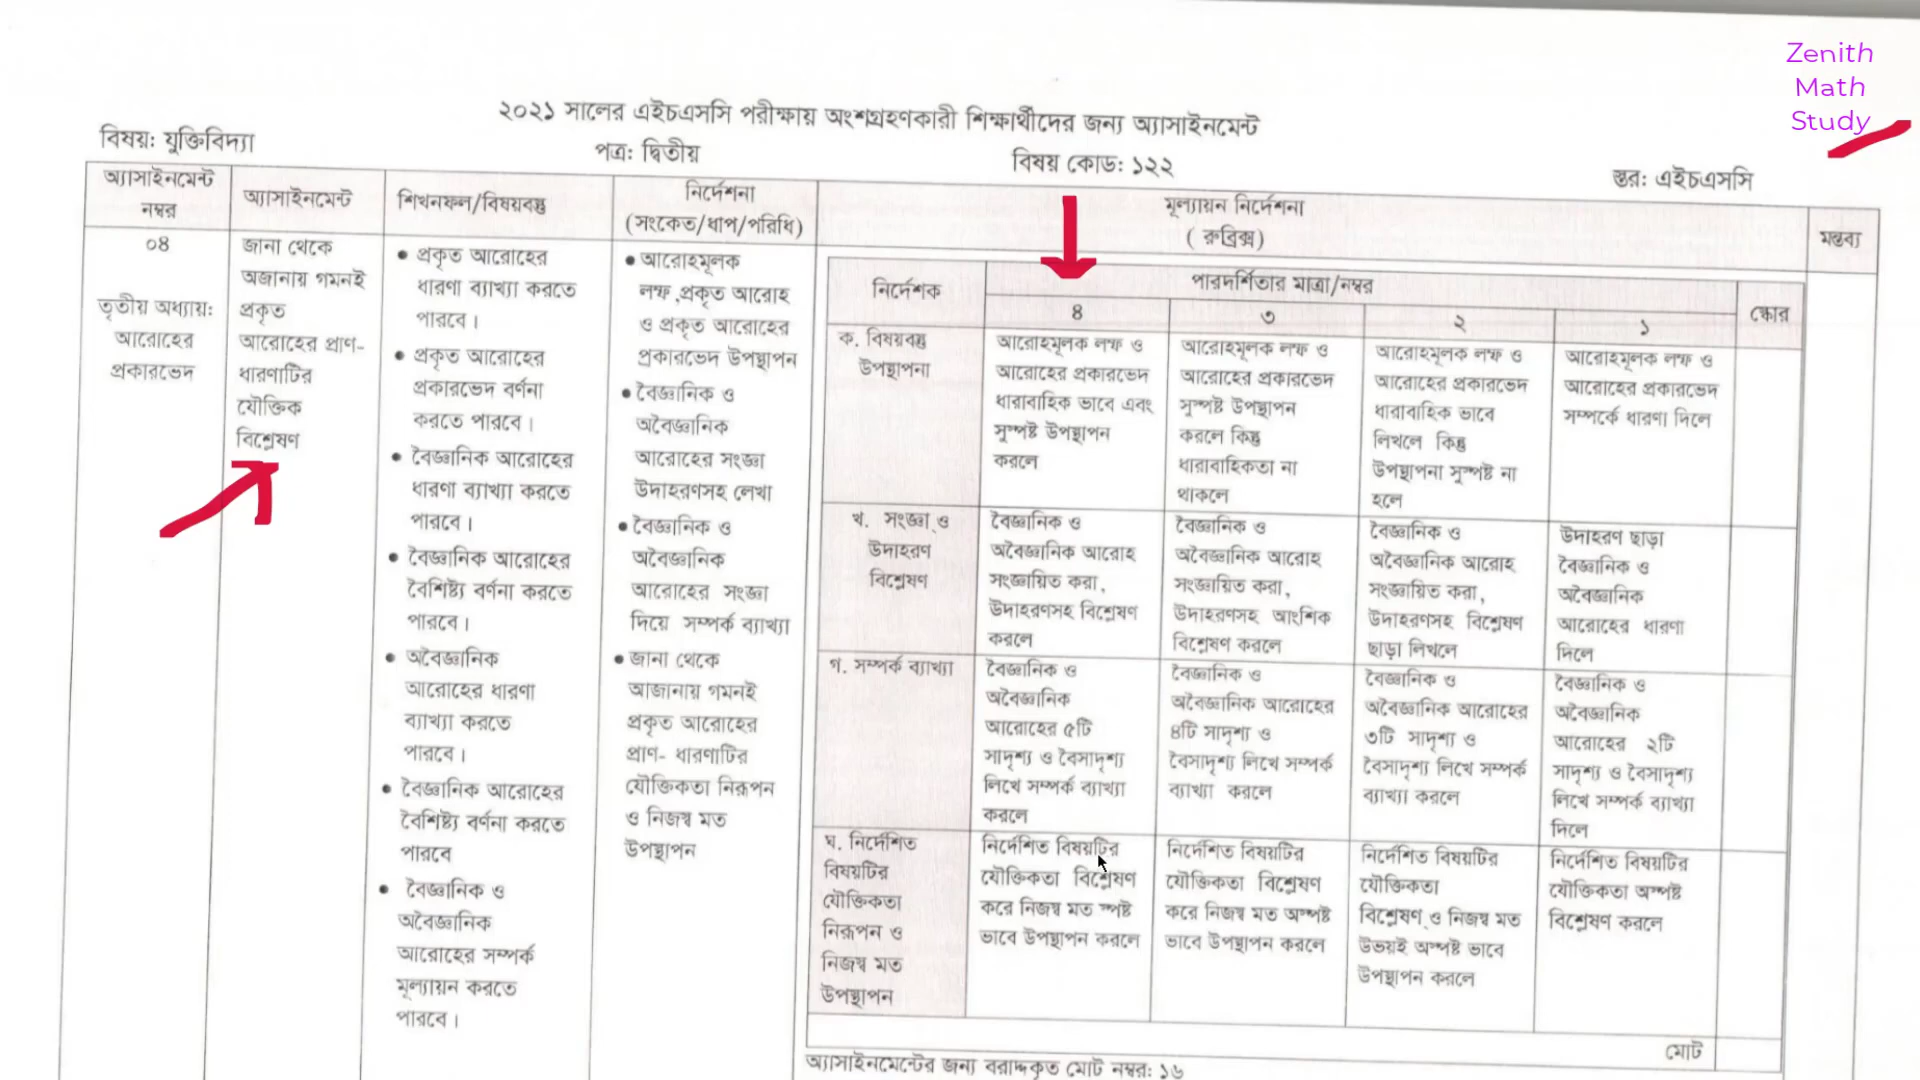 Zenith
Math
Study
২০২১ সালের এইচএসসি পরীক্ষায় অংশগ্রহণকারী শিক্ষার্থীদের জন্য অ্যাসাইনমেন্ট
বিষয়: যুক্তিবিদ্যা
পত্র: দ্বিতীয়
বিষয় কোড: ১২২
স্তর: এইচএসসি
অ্যাসাইনমেন্ট
নম্বর
অ্যাসাইনমেন্ট
শিখনফল/বিষয়বস্তু
নির্দেশনা
(সংকেত/ধাপ/পরিধি)
মূল্যায়ন নির্দেশনা
( রুব্রিক্স)
মন্তব্য
০৪
তৃতীয় অধ্যায়:
আরোহের
প্রকারভেদ
জানা থেকে
অজানায় গমনই
প্রকৃত
আরোহের প্রাণ-
ধারণাটির
যৌক্তিক
বিশ্লেষণ
• প্রকৃত আরোহের
ধারণা ব্যাখ্যা করতে
পারবে।
• প্রকৃত আরোহের
প্রকারভেদ বর্ণনা
করতে পারবে।
• বৈজ্ঞানিক আরোহের
ধারণা ব্যাখ্যা করতে
পারবে।
• বৈজ্ঞানিক আরোহের
বৈশিষ্ট্য বর্ণনা করতে
পারবে।
• অবৈজ্ঞানিক
আরোহের ধারণা
ব্যাখ্যা করতে
পারবে।
• বৈজ্ঞানিক আরোহের
বৈশিষ্ট্য বর্ণনা করতে
পারবে
• বৈজ্ঞানিক ও
অবৈজ্ঞানিক
আরোহের সম্পর্ক
মূল্যায়ন করতে
পারবে।
• আরোহমূলক
লম্ফ ,প্রকৃত আরোহ
ও প্রকৃত আরোহের
প্রকারভেদ উপস্থাপন
• বৈজ্ঞানিক ও
অবৈজ্ঞানিক
আরোহের সংজ্ঞা
উদাহরণসহ লেখা
• বৈজ্ঞানিক ও
অবৈজ্ঞানিক
আরোহের সংজ্ঞা
দিয়ে সম্পর্ক ব্যাখ্যা
• জানা থেকে
আজানায় গমনই
প্রকৃত আরোহের
প্রাণ- ধারণাটির
যৌক্তিকতা নিরূপন
ও নিজস্ব মত
উপস্থাপন
নির্দেশক
পারদর্শিতার মাত্রা/নম্বর
স্কোর
৪
৩
২
১
ক. বিষয়বস্তু
উপস্থাপনা
আরোহমূলক লম্ফ ও
আরোহের প্রকারভেদ
ধারাবাহিক ভাবে এবং
সুস্পষ্ট উপস্থাপন
করলে
আরোহমূলক লম্ফ ও
আরোহের প্রকারভেদ
সুস্পষ্ট উপস্থাপন
করলে কিন্তু
ধারাবাহিকতা না
থাকলে
আরোহমূলক লম্ফ ও
আরোহের প্রকারভেদ
ধারাবাহিক ভাবে
লিখলে কিন্তু
উপস্থাপনা সুস্পষ্ট না
হলে
আরোহমূলক লম্ফ ও
আরোহের প্রকারভেদ
সম্পর্কে ধারণা দিলে
খ. সংজ্ঞা ও
উদাহরণ
বিশ্লেষণ
বৈজ্ঞানিক ও
অবৈজ্ঞানিক আরোহ
সংজ্ঞায়িত করা,
উদাহরণসহ বিশ্লেষণ
করলে
বৈজ্ঞানিক ও
অবৈজ্ঞানিক আরোহ
সংজ্ঞায়িত করা,
উদাহরণসহ আংশিক
বিশ্লেষণ করলে
বৈজ্ঞানিক ও
অবৈজ্ঞানিক আরোহ
সংজ্ঞায়িত করা,
উদাহরণসহ বিশ্লেষণ
ছাড়া লিখলে
উদাহরণ ছাড়া
বৈজ্ঞানিক ও
অবৈজ্ঞানিক
আরোহের ধারণা
দিলে
গ. সম্পর্ক ব্যাখ্যা
বৈজ্ঞানিক ও
অবৈজ্ঞানিক
আরোহের ৫টি
সাদৃশ্য ও বৈসাদৃশ্য
লিখে সম্পর্ক ব্যাখ্যা
করলে
বৈজ্ঞানিক ও
অবৈজ্ঞানিক আরোহের
৪টি সাদৃশ্য ও
বৈসাদৃশ্য লিখে সম্পর্ক
ব্যাখ্যা করলে
বৈজ্ঞানিক ও
অবৈজ্ঞানিক আরোহের
৩টি সাদৃশ্য ও
বৈসাদৃশ্য লিখে সম্পর্ক
ব্যাখ্যা করলে
বৈজ্ঞানিক ও
অবৈজ্ঞানিক
আরোহের ২টি
সাদৃশ্য ও বৈসাদৃশ্য
লিখে সম্পর্ক ব্যাখ্যা
দিলে
ঘ. নির্দেশিত
বিষয়টির
যৌক্তিকতা
নিরূপন ও
নিজস্ব মত
উপস্থাপন
নির্দেশিত বিষয়টির
যৌক্তিকতা বিশ্লেষণ
করে নিজস্ব মত স্পষ্ট
ভাবে উপস্থাপন করলে
নির্দেশিত বিষয়টির
যৌক্তিকতা বিশ্লেষণ
করে নিজস্ব মত অস্পষ্ট
ভাবে উপস্থাপন করলে
নির্দেশিত বিষয়টির
যৌক্তিকতা
বিশ্লেষণ ও নিজস্ব মত
উভয়ই অস্পষ্ট ভাবে
উপস্থাপন করলে
নির্দেশিত বিষয়টির
যৌক্তিকতা অস্পষ্ট
বিশ্লেষণ করলে
মোট
অ্যাসাইনমেন্টের জন্য বরাদ্দকৃত মোট নম্বর: ১৬